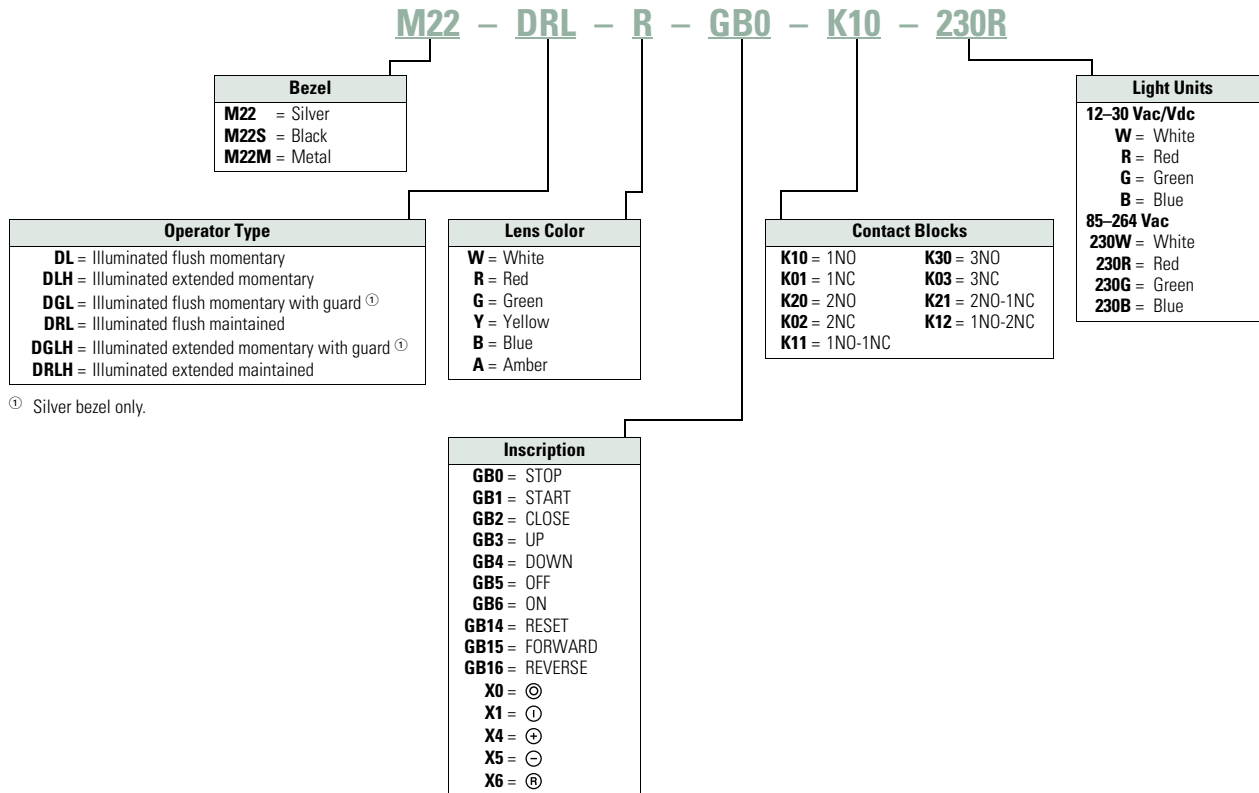 M22 – DRL – R – GB0 – K10 – 230R
Bezel
M22 = Silver
M22S = Black
M22M = Metal
Light Units
12–30 Vac/Vdc
W = White
R = Red
G = Green
B = Blue
85–264 Vac
230W = White
230R = Red
230G = Green
230B = Blue
Operator Type
DL = Illuminated flush momentary
DLH = Illuminated extended momentary
DGL = Illuminated flush momentary with guard ①
DRL = Illuminated flush maintained
DGLH = Illuminated extended momentary with guard ①
DRLH = Illuminated extended maintained
① Silver bezel only.
Lens Color
W = White
R = Red
G = Green
Y = Yellow
B = Blue
A = Amber
Contact Blocks
K10 = 1NO
K01 = 1NC
K20 = 2NO
K02 = 2NC
K11 = 1NO-1NC
K30 = 3NO
K03 = 3NC
K21 = 2NO-1NC
K12 = 1NO-2NC
Inscription
GB0 = STOP
GB1 = START
GB2 = CLOSE
GB3 = UP
GB4 = DOWN
GB5 = OFF
GB6 = ON
GB14 = RESET
GB15 = FORWARD
GB16 = REVERSE
X0 = Ⓞ
X1 = Ⓘ
X4 = ⊕
X5 = ⊖
X6 = Ⓡ